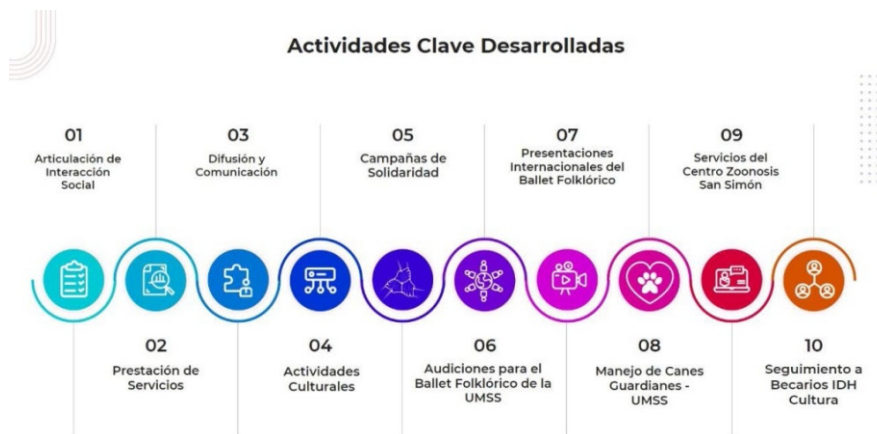 Actividades Clave Desarrolladas
01
Articulación de
Interacción
Social
03
Difusión y
Comunicación
05
Campañas de
Solidaridad
07
Presentaciones
Internacionales del
Ballet Folklórico
09
Servicios del
Centro Zoonosis
San Simón
02
Prestación de
Servicios
04
Actividades
Culturales
06
Audiciones para el
Ballet Folklórico de la
UMSS
08
Manejo de Canes
Guardianes -
UMSS
10
Seguimiento a
Becarios IDH
Cultura